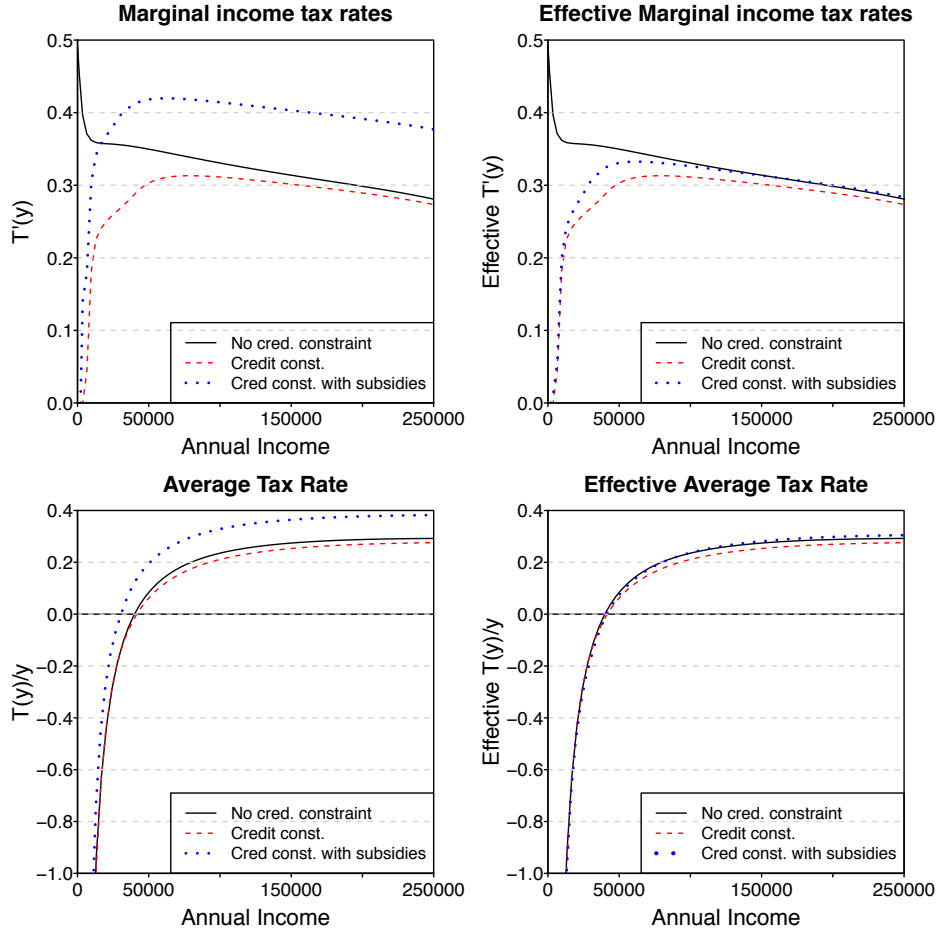 Marginal income tax rates
0.5
0.4
0.3
0.2
0.1
0.0
T'(y)
No cred. constraint
Credit const.
Cred const. with subsidies
0 50000 150000 250000
Annual Income
Effective Marginal income tax rates
0.5
0.4
0.3
0.2
0.1
0.0
Effective T'(y)
No cred. constraint
Credit const.
Cred const. with subsidies
0 50000 150000 250000
Annual Income
Average Tax Rate
0.4
0.2
0.0
−0.2
−0.4
−0.6
−0.8
−1.0
T(y)/y
No cred. constraint
Credit const.
Cred const. with subsidies
0 50000 150000 250000
Annual Income
Effective Average Tax Rate
0.4
0.2
0.0
−0.2
−0.4
−0.6
−0.8
−1.0
Effective T(y)/y
No cred. constraint
Credit const.
Cred const. with subsidies
0 50000 150000 250000
Annual Income